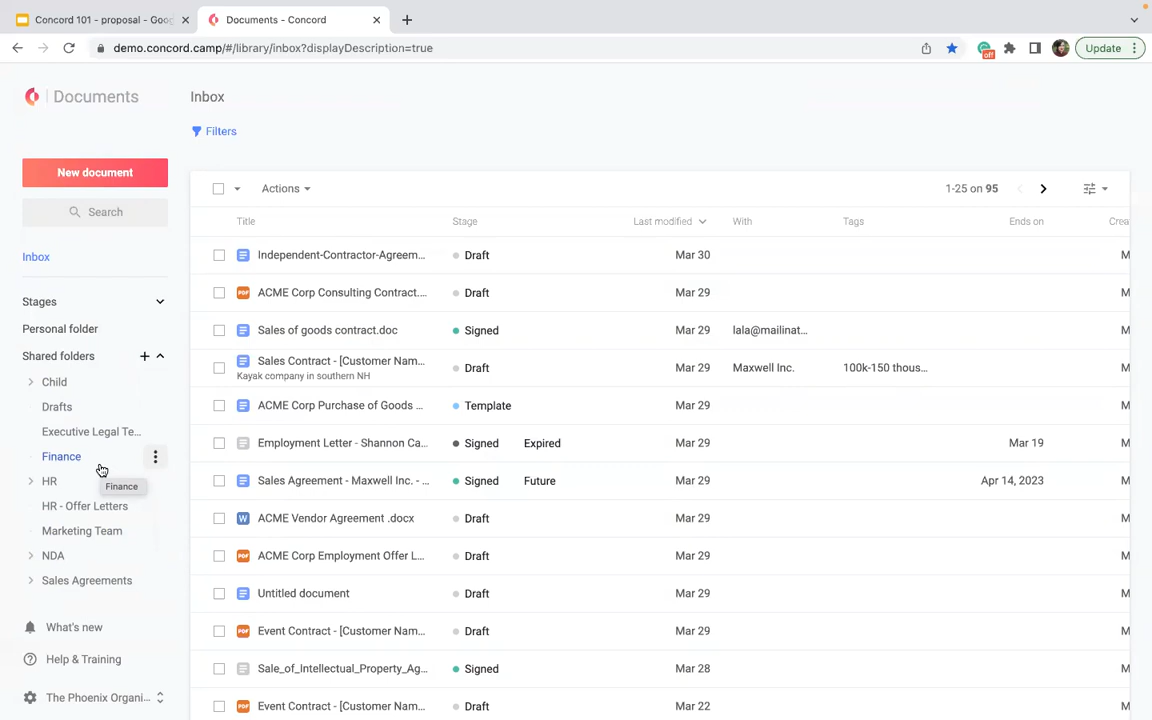 Concord 101 - proposal - Goo
Documents - Concord
demo.concord.camp/#/library/inbox?displayDescription=true
off
Update
Documents
Inbox
Filters
New document
Search
Inbox
Stages
Personal folder
Shared folders
Child
Drafts
Executive Legal Te...
Finance
Finance
HR
HR - Offer Letters
Marketing Team
NDA
Sales Agreements
What's new
Help & Training
The Phoenix Organi...
Actions
1-25 on 95
Title Stage Last modified With Tags Ends on Crea
Independent-Contractor-Agreem... Draft Mar 30 M
PDF ACME Corp Consulting Contract.... Draft Mar 29 M
Sales of goods contract.doc Signed Mar 29 lala@mailinat... M
Sales Contract - [Customer Nam... Draft Mar 29 Maxwell Inc. 100k-150 thous... M
Kayak company in southern NH
ACME Corp Purchase of Goods ... Template Mar 29 M
Employment Letter - Shannon Ca... Signed Expired Mar 29 Mar 19 M
Sales Agreement - Maxwell Inc. - ... Signed Future Mar 29 Apr 14, 2023 M
W ACME Vendor Agreement .docx Draft Mar 29 M
PDF ACME Corp Employment Offer L... Draft Mar 29 M
Untitled document Draft Mar 29 M
PDF Event Contract - [Customer Nam... Draft Mar 29 M
Sale_of_Intellectual_Property_Ag... Signed Mar 28 M
PDF Event Contract - [Customer Nam... Draft Mar 22 M